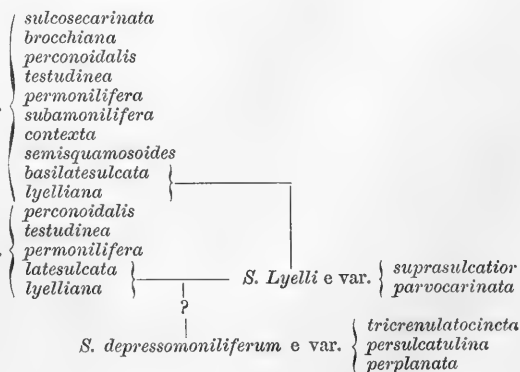 sulcosecarinata
brocchiana
perconoidalis
testudinea
permonilifera
subamonilifera
contexta
semisquamosoides
basilatesulcata
lyelliana
perconoidalis
testudinea
permonilifera
latesulcata
lyelliana
S. Lyelli e var. { suprasulcatior
parvocarinata
?
S. depressomoniliferum e var. { tricrenulatocincta
persulcatulina
perplanata